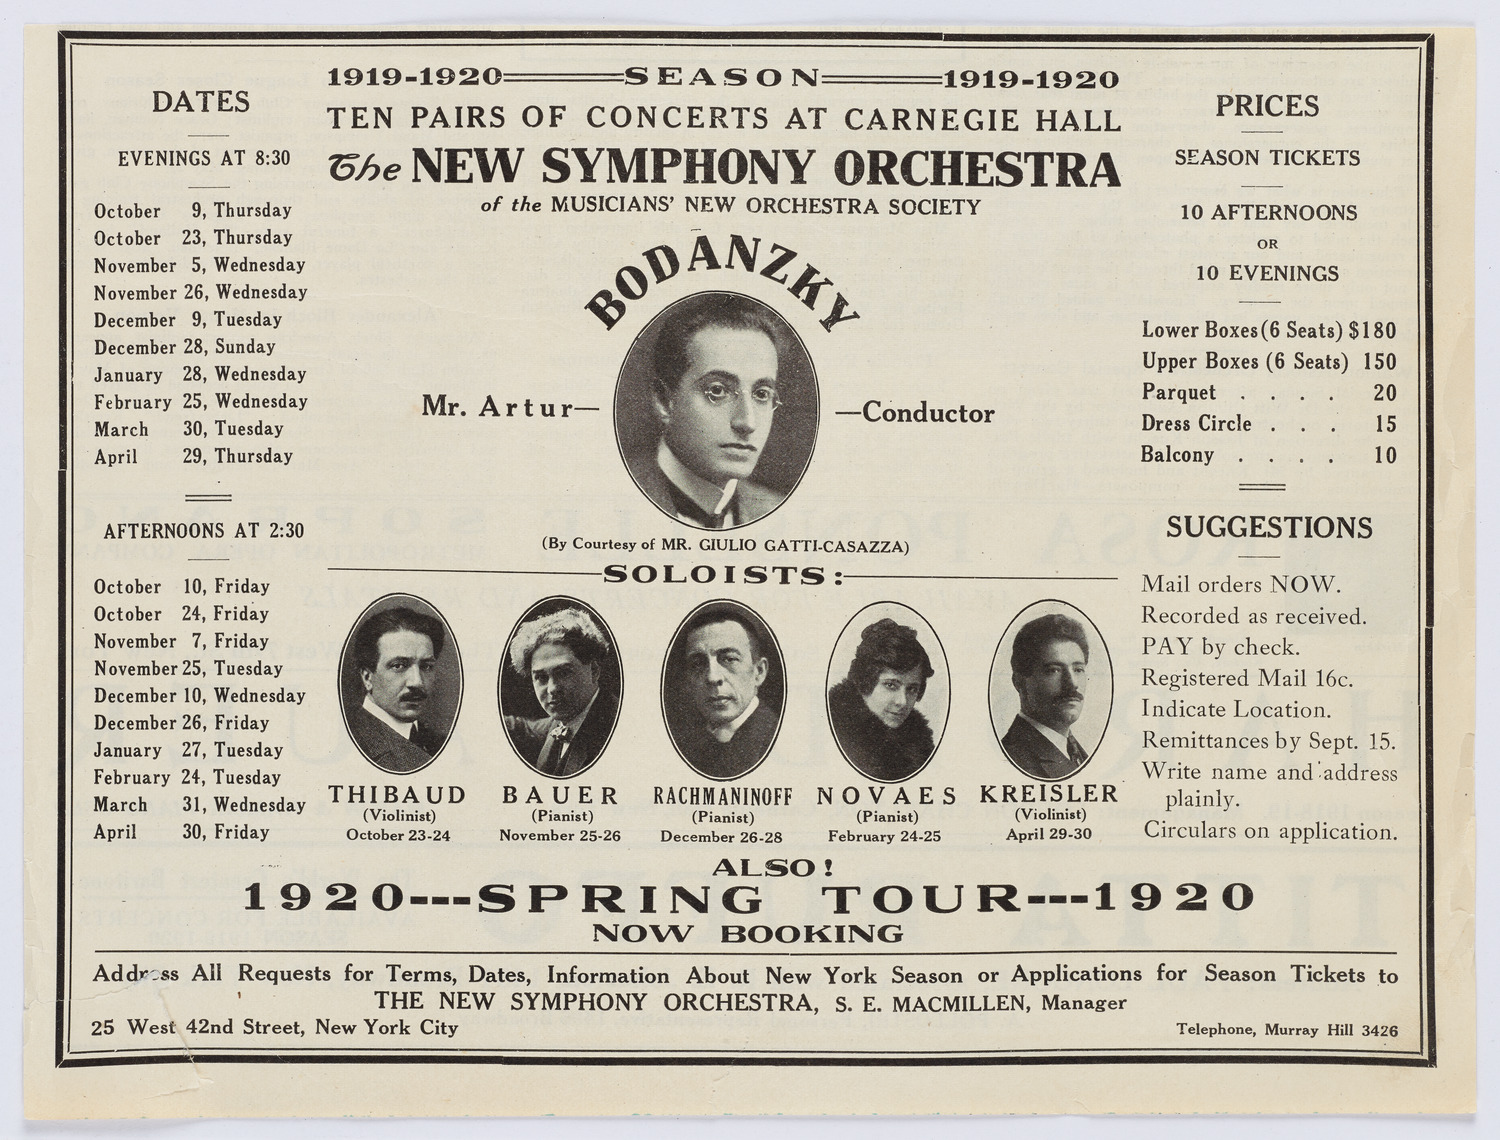 1919-1920 SEASON 1919-1920
TEN PAIRS OF CONCERTS AT CARNEGIE HALL
The NEW SYMPHONY ORCHESTRA
of the MUSICIANS' NEW ORCHESTRA SOCIETY
DATES
EVENINGS AT 8:30
October 9, Thursday
October 23, Thursday
November 5, Wednesday
November 26, Wednesday
December 9, Tuesday
December 28, Sunday
January 28, Wednesday
February 25, Wednesday
March 30, Tuesday
April 29, Thursday
AFTERNOONS AT 2:30
October 10, Friday
October 24, Friday
November 7, Friday
November 25, Tuesday
December 10, Wednesday
December 26, Friday
January 27, Tuesday
February 24, Tuesday
March 31, Wednesday
April 30, Friday
BODANZKY
Mr. Artur—
—Conductor
(By Courtesy of MR. GIULIO GATTI-CASAZZA)
SOLOISTS:
THIBAUD
(Violinist)
October 23-24
BAUER
(Pianist)
November 25-26
RACHMANINOFF
(Pianist)
December 26-28
NOVAES
(Pianist)
February 24-25
KREISLER
(Violinist)
April 29-30
PRICES
SEASON TICKETS
10 AFTERNOONS
OR
10 EVENINGS
Lower Boxes (6 Seats) $180
Upper Boxes (6 Seats) 150
Parquet . . . . 20
Dress Circle . . . 15
Balcony . . . . 10
SUGGESTIONS
Mail orders NOW.
Recorded as received.
PAY by check.
Registered Mail 16c.
Indicate Location.
Remittances by Sept. 15.
Write name and address
plainly.
Circulars on application.
ALSO!
1920---SPRING TOUR---1920
NOW BOOKING
Address All Requests for Terms, Dates, Information About New York Season or Applications for Season Tickets to
THE NEW SYMPHONY ORCHESTRA, S. E. MACMILLEN, Manager
25 West 42nd Street, New York City
Telephone, Murray Hill 3426